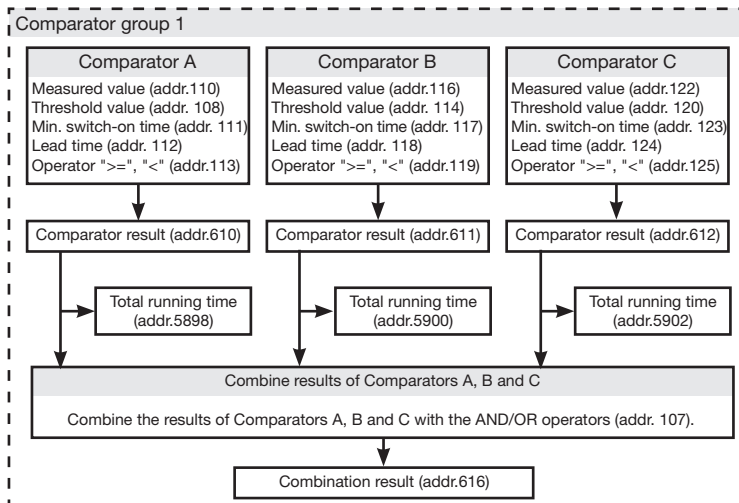 Comparator group 1
Comparator A
Measured value (addr.110)
Threshold value (addr. 108)
Min. switch-on time (addr. 111)
Lead time (addr. 112)
Operator ">=", "<" (addr.113)
Comparator B
Measured value (addr.116)
Threshold value (addr. 114)
Min. switch-on time (addr. 117)
Lead time (addr. 118)
Operator ">=", "<" (addr.119)
Comparator C
Measured value (addr.122)
Threshold value (addr. 120)
Min. switch-on time (addr. 123)
Lead time (addr. 124)
Operator ">=", "<" (addr.125)
Comparator result (addr.610)
Comparator result (addr.611)
Comparator result (addr.612)
Total running time
(addr.5898)
Total running time
(addr.5900)
Total running time
(addr.5902)
Combine results of Comparators A, B and C
Combine the results of Comparators A, B and C with the AND/OR operators (addr. 107).
Combination result (addr.616)